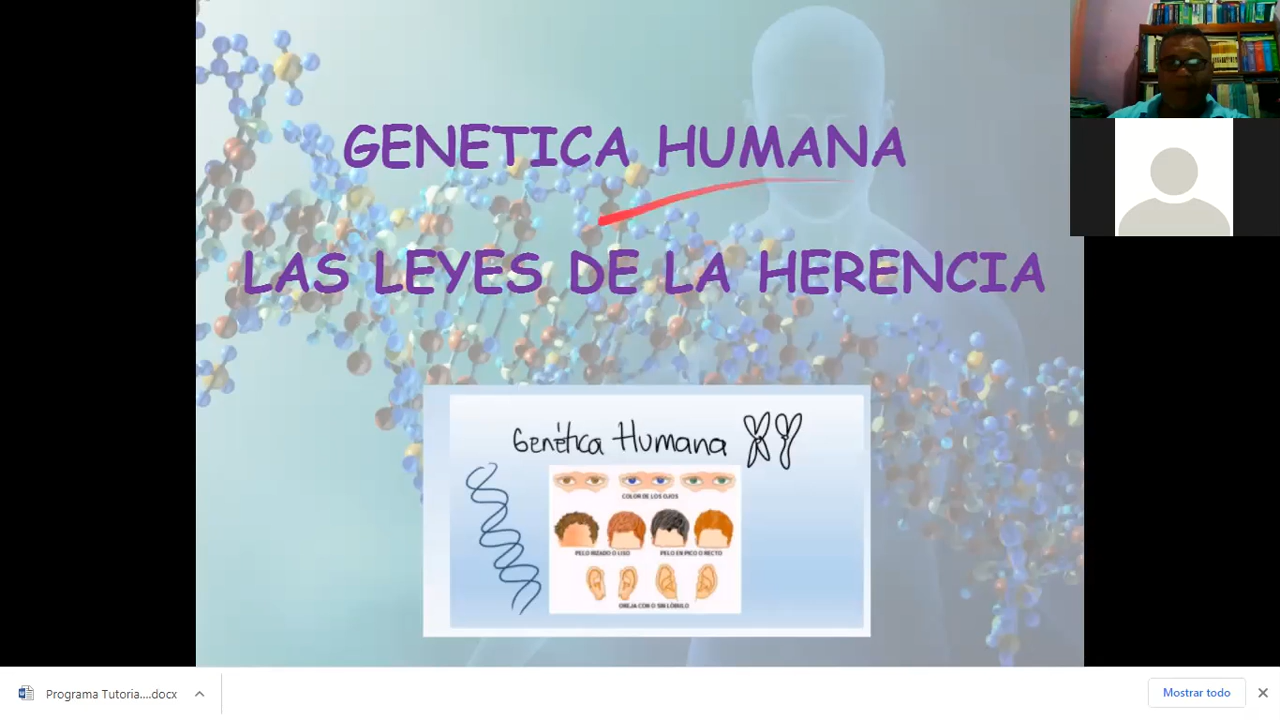 GENETICA HUMANA
LAS LEYES DE LA HERENCIA
Genética Humana
COLOR DE LOS OJOS
PELO RIZADO O LISO
PELO EN PICO O RECTO
OREJA CON O SIN LÓBULO
Programa Tutoria....docx
Mostrar todo